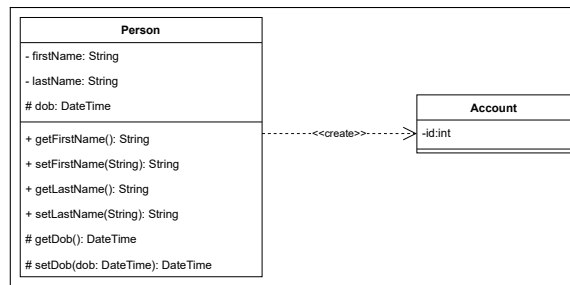 Person
- firstName: String
- lastName: String
# dob: DateTime
+ getFirstName(): String
+ setFirstName(String): String
+ getLastName(): String
+ setLastName(String): String
# getDob(): DateTime
# setDob(dob: DateTime): DateTime
<<create>>
Account
-id:int